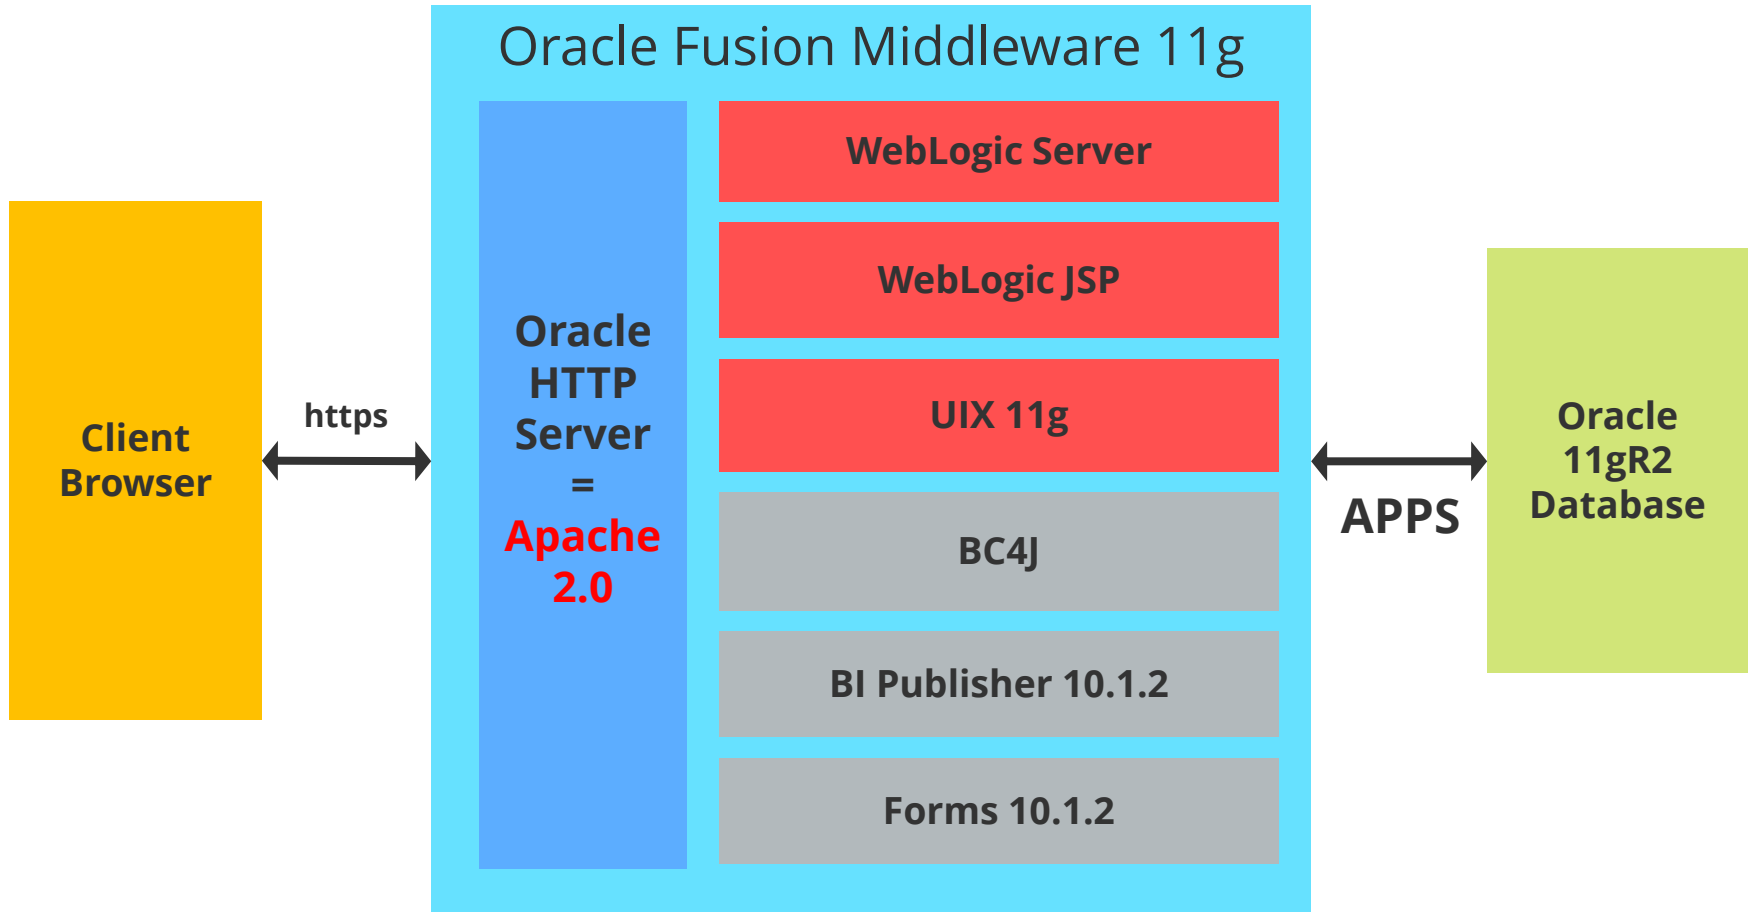 Oracle Fusion Middleware 11g
Client
Browser
https
Oracle
HTTP
Server
=
Apache
2.0
WebLogic Server
WebLogic JSP
UIX 11g
BC4J
BI Publisher 10.1.2
Forms 10.1.2
APPS
Oracle
11gR2
Database